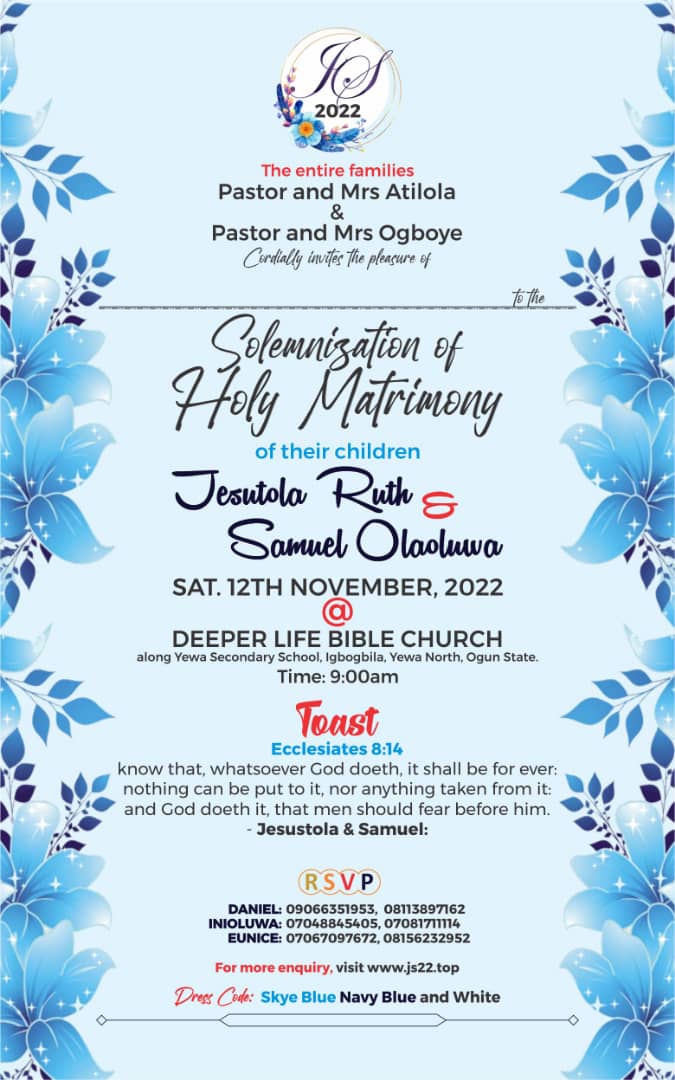 JS
2022
The entire families
Pastor and Mrs Atilola
&
Pastor and Mrs Ogboye
Cordially invites the pleasure of
to the
Solemnization of
Holy Matrimony
of their children
Jesutola Ruth &
Samuel Olaoluwa
SAT. 12TH NOVEMBER, 2022
@
DEEPER LIFE BIBLE CHURCH
along Yewa Secondary School, Igbogbila, Yewa North, Ogun State.
Time: 9:00am
Toast
Ecclesiates 8:14
know that, whatsoever God doeth, it shall be for ever:
nothing can be put to it, nor anything taken from it:
and God doeth it, that men should fear before him.
- Jesustola & Samuel:
RSVP
DANIEL: 09066351953, 08113897162
INIOLUWA: 07048845405, 07081711114
EUNICE: 07067097672, 08156232952
For more enquiry, visit www.js22.top
Dress Code: Skye Blue Navy Blue and White